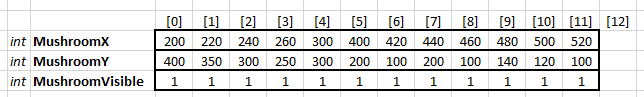 [0] [1] [2] [3] [4] [5] [6] [7] [8] [9] [10] [11] [12]
int MushroomX 200 220 240 260 300 400 420 440 460 480 500 520
int MushroomY 400 350 300 250 300 200 100 200 100 140 120 100
int MushroomVisible 1 1 1 1 1 1 1 1 1 1 1 1